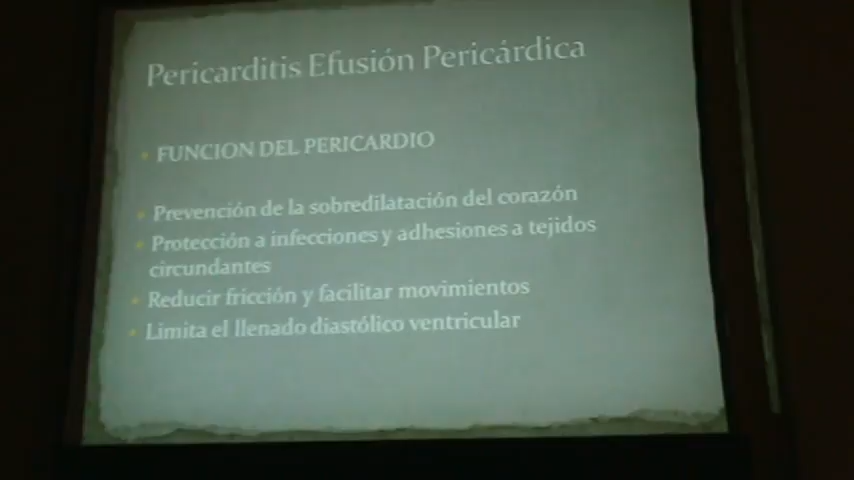 Pericarditis Efusión Pericárdica
• FUNCION DEL PERICARDIO
• Prevención de la sobredilatación del corazón
• Protección a infecciones y adhesiones a tejidos
circundantes
• Reducir fricción y facilitar movimientos
• Limita el llenado diastólico ventricular